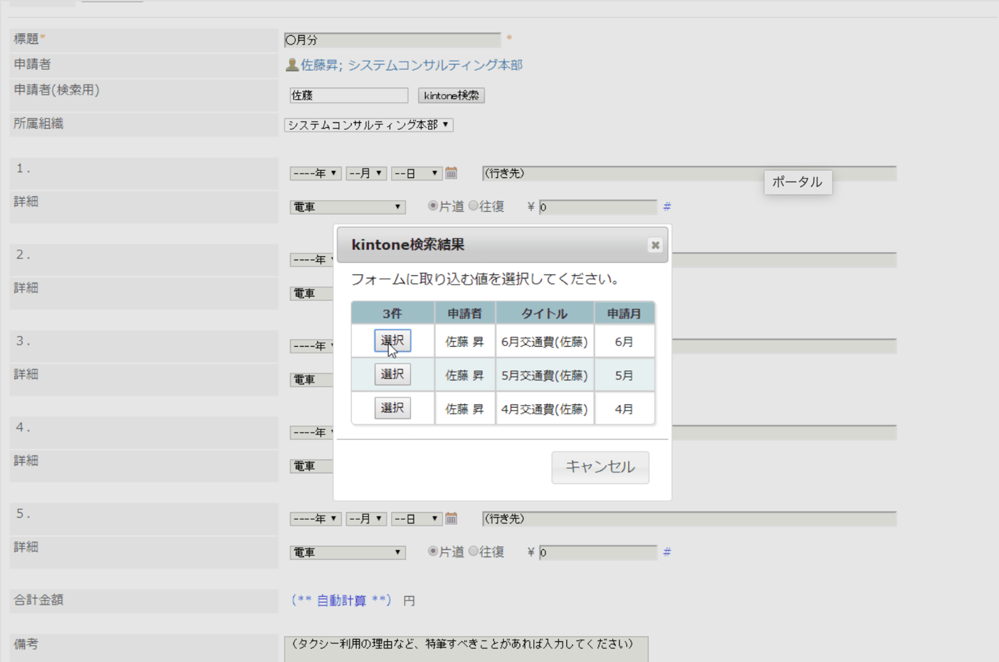 標題* 〇月分 *
申請者 佐藤昇; システムコンサルティング本部
申請者(検索用) 佐藤 kintone検索
所属組織 システムコンサルティング本部 ▼
1. ----年 ▼ --月 ▼ --日 ▼ (行き先)
ポータル
詳細 電車 ▼ 片道 往復 ¥ 0 #
kintone検索結果 ×
2. ----年
フォームに取り込む値を選択してください。
詳細 電車
3件 申請者 タイトル 申請月
選択 佐藤 昇 6月交通費(佐藤) 6月
3. ----年
選択 佐藤 昇 5月交通費(佐藤) 5月
詳細 電車
選択 佐藤 昇 4月交通費(佐藤) 4月
4. ----年
詳細 電車
キャンセル
5. ----年 ▼ --月 ▼ --日 ▼ (行き先)
詳細 電車 ▼ 片道 往復 ¥ 0 #
合計金額 (** 自動計算 **) 円
備考 (タクシー利用の理由など、特筆すべきことがあれば入力してください)